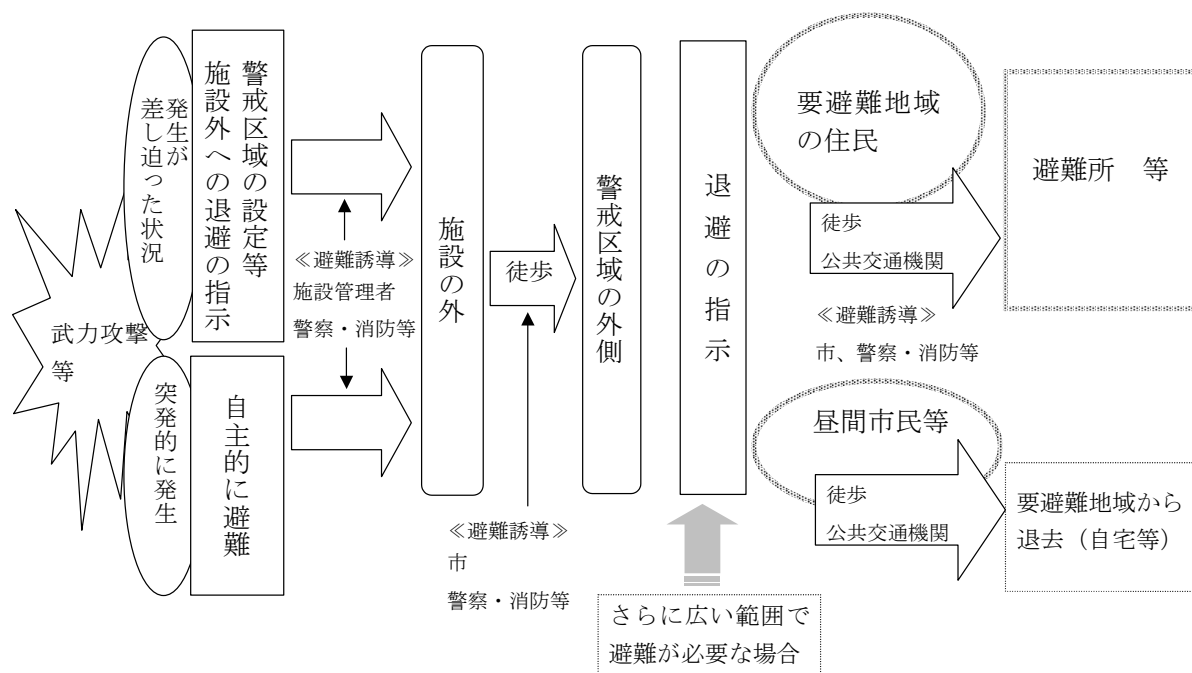 武力攻撃
等
発生が
差し迫った状況
警戒区域の設定等
施設外への退避の指示
突発的に発生
自主的に避難
≪避難誘導≫
施設管理者
警察・消防等
施設の外
徒歩
≪避難誘導≫
市
警察・消防等
警戒区域の外側
退避の指示
さらに広い範囲で
避難が必要な場合
要避難地域
の住民
徒歩
公共交通機関
≪避難誘導≫
市、警察・消防等
避難所　等
昼間市民等
徒歩
公共交通機関
要避難地域から
退去（自宅等）